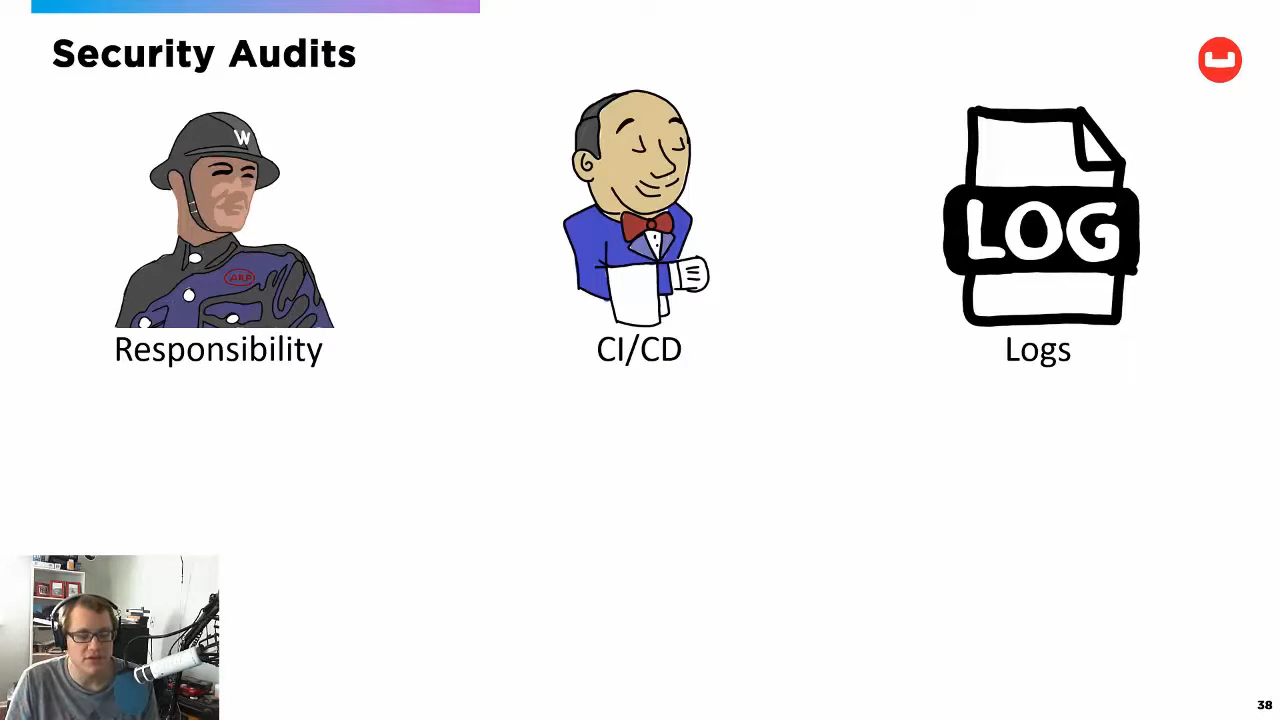 Security Audits
W
ARP
LOG
Responsibility
CI/CD
Logs
38